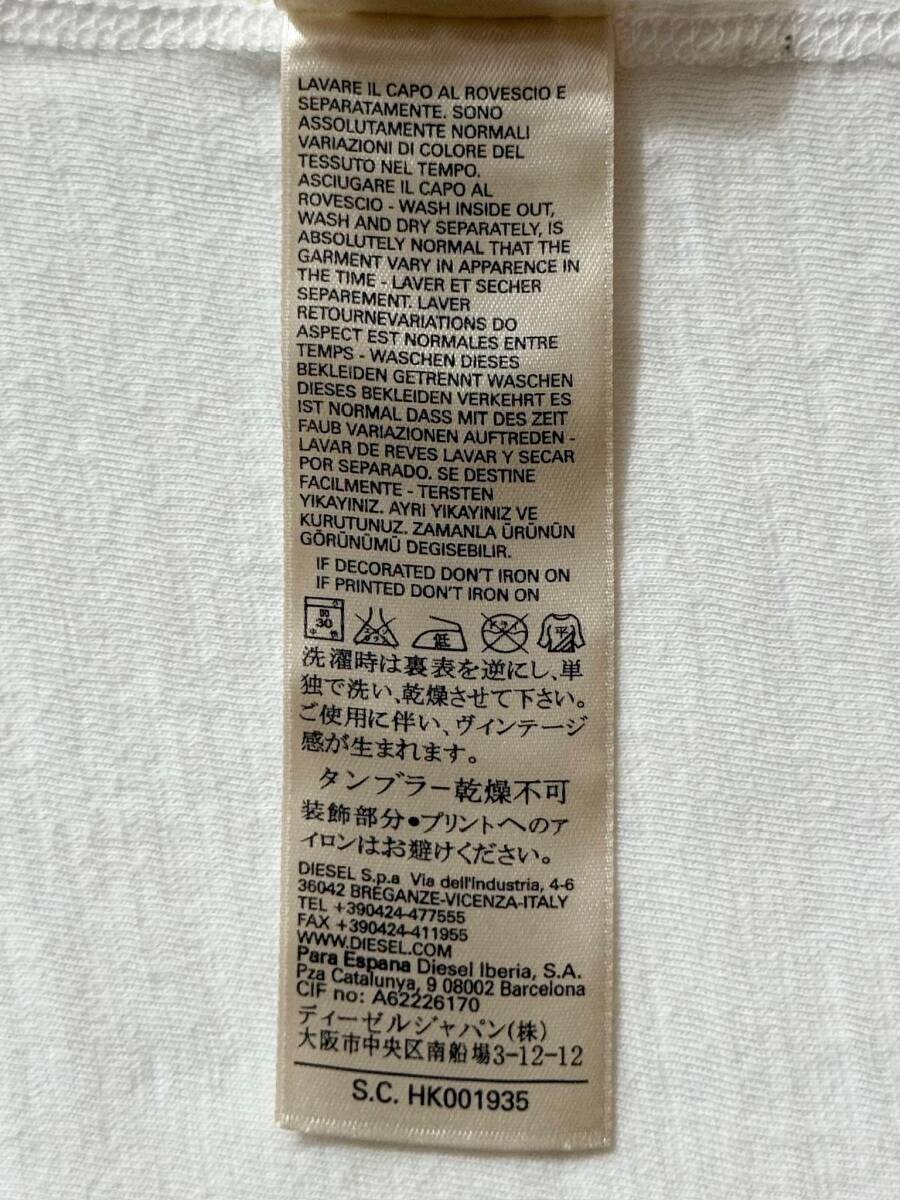 LAVARE IL CAPO AL ROVESCIO E
SEPARATAMENTE. SONO
ASSOLUTAMENTE NORMALI
VARIAZIONI DI COLORE DEL
TESSUTO NEL TEMPO.
ASCIUGARE IL CAPO AL
ROVESCIO - WASH INSIDE OUT,
WASH AND DRY SEPARATELY, IS
ABSOLUTELY NORMAL THAT THE
GARMENT VARY IN APPARENCE IN
THE TIME - LAVER ET SECHER
SEPAREMENT. LAVER
RETOURNEVARIATIONS DO
ASPECT EST NORMALES ENTRE
TEMPS - WASCHEN DIESES
BEKLEIDEN GETRENNT WASCHEN
DIESES BEKLEIDEN VERKEHRT ES
IST NORMAL DASS MIT DES ZEIT
FAUB VARIAZIONEN AUFTREDEN -
LAVAR DE REVES LAVAR Y SECAR
POR SEPARADO. SE DESTINE
FACILMENTE - TERSTEN
YIKAYINIZ. AYRI YIKAYINIZ VE
KURUTUNUZ. ZAMANLA ÜRÜNÜN
GÖRÜNÜMÜ DEGISEBILIR.
IF DECORATED DON'T IRON ON
IF PRINTED DON'T IRON ON
30 中性 低 ドライ 平
洗濯時は裏表を逆にし、単
独で洗い、乾燥させて下さい。
ご使用に伴い、ヴィンテージ
感が生まれます。
タンブラー乾燥不可
装飾部分●プリントへのア
イロンはお避けください。
DIESEL S.p.a Via dell'Industria, 4-6
36042 BREGANZE-VICENZA-ITALY
TEL +390424-477555
FAX +390424-411955
WWW.DIESEL.COM
Para Espana Diesel Iberia, S.A.
Pza Catalunya, 9 08002 Barcelona
CIF no: A62226170
ディーゼルジャパン(株)
大阪市中央区南船場3-12-12
S.C. HK001935